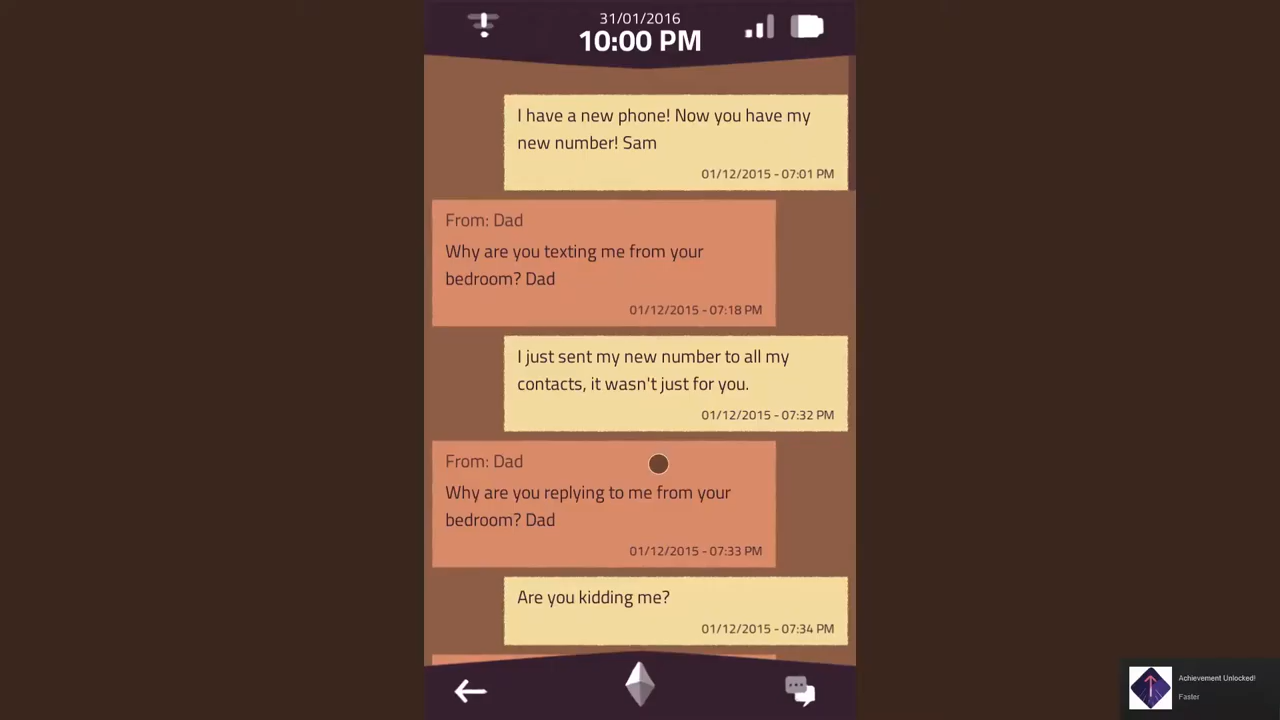 31/01/2016
10:00 PM
I have a new phone! Now you have my
new number! Sam
01/12/2015 - 07:01 PM
From: Dad
Why are you texting me from your
bedroom? Dad
01/12/2015 - 07:18 PM
I just sent my new number to all my
contacts, it wasn't just for you.
01/12/2015 - 07:32 PM
From: Dad
Why are you replying to me from your
bedroom? Dad
01/12/2015 - 07:33 PM
Are you kidding me?
01/12/2015 - 07:34 PM
Achievement Unlocked!
Faster